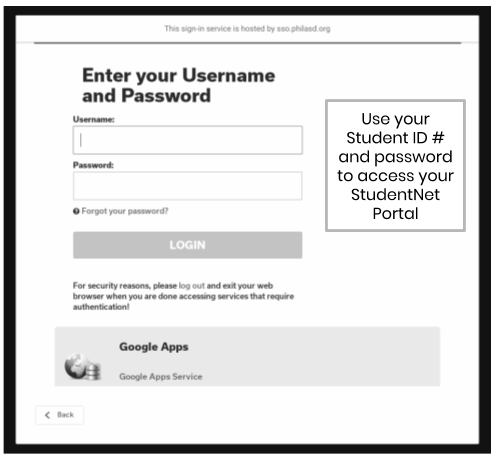 This sign-in service is hosted by sso.philasd.org
Enter your Username
and Password
Username:
Password:
Forgot your password?
LOGIN
For security reasons, please log out and exit your web
browser when you are done accessing services that require
authentication!
Google Apps
Google Apps Service
Back
Use your
Student ID #
and password
to access your
StudentNet
Portal